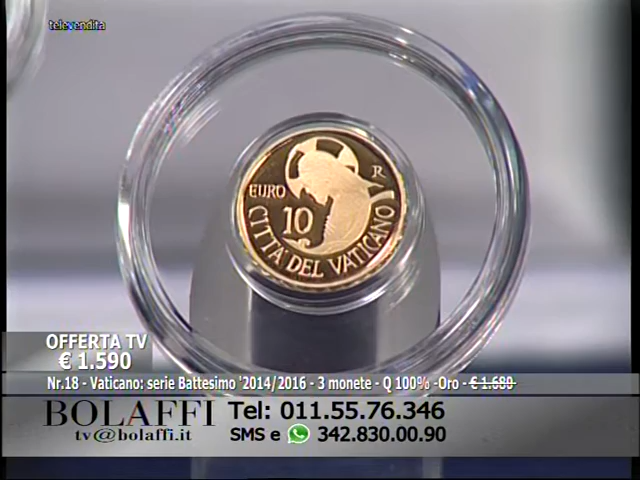 televendita
EURO
R
10
CITTÀ DEL VATICANO
OFFERTA TV
€ 1.590
Nr.18 - Vaticano: serie Battesimo '2014/2016 - 3 monete - Q 100% -Oro - € 1.680
BOLAFFI
tv@bolaffi.it
Tel: 011.55.76.346
SMS e 342.830.00.90